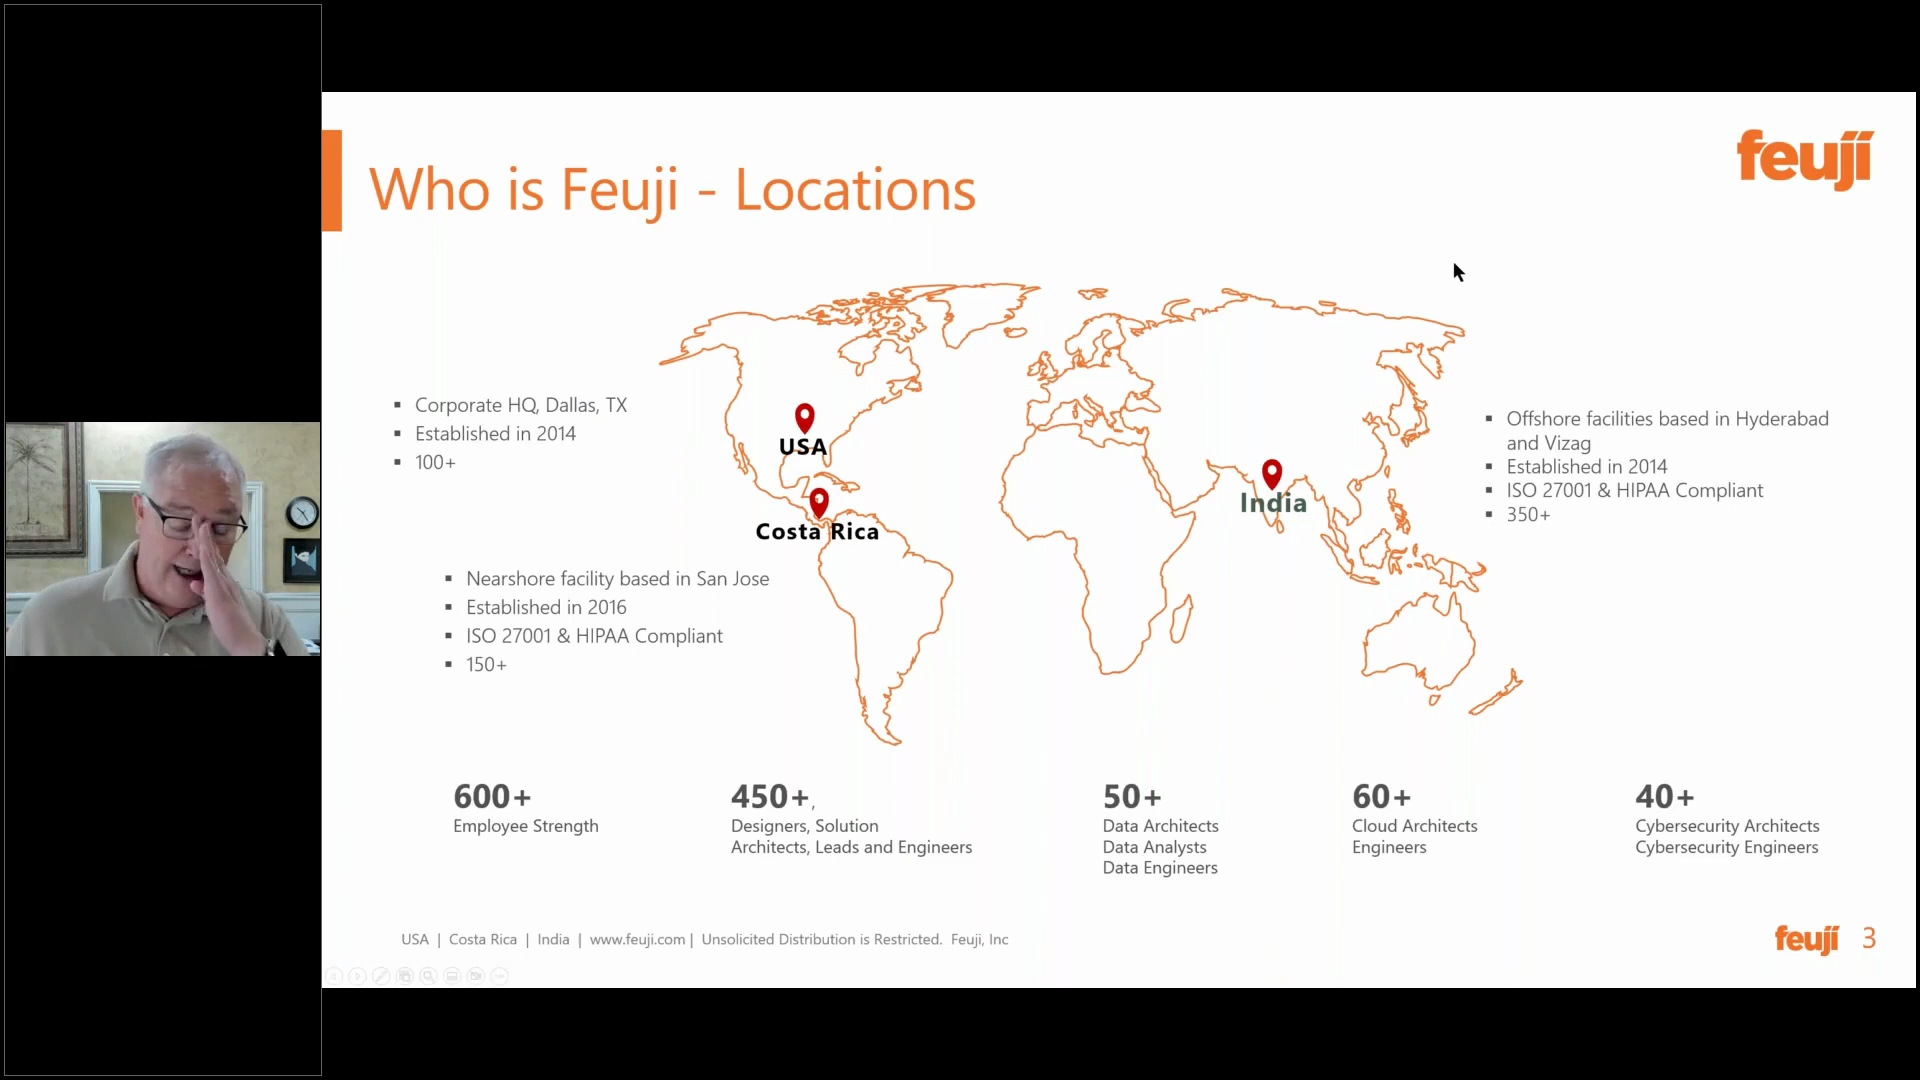 feuji
Who is Feuji - Locations
▪ Corporate HQ, Dallas, TX
▪ Established in 2014
▪ 100+
USA
Costa Rica
India
▪ Offshore facilities based in Hyderabad
and Vizag
▪ Established in 2014
▪ ISO 27001 & HIPAA Compliant
▪ 350+
▪ Nearshore facility based in San Jose
▪ Established in 2016
▪ ISO 27001 & HIPAA Compliant
▪ 150+
600+
Employee Strength
450+,
Designers, Solution
Architects, Leads and Engineers
50+
Data Architects
Data Analysts
Data Engineers
60+
Cloud Architects
Engineers
40+
Cybersecurity Architects
Cybersecurity Engineers
USA | Costa Rica | India | www.feuji.com | Unsolicited Distribution is Restricted. Feuji, Inc
feuji 3